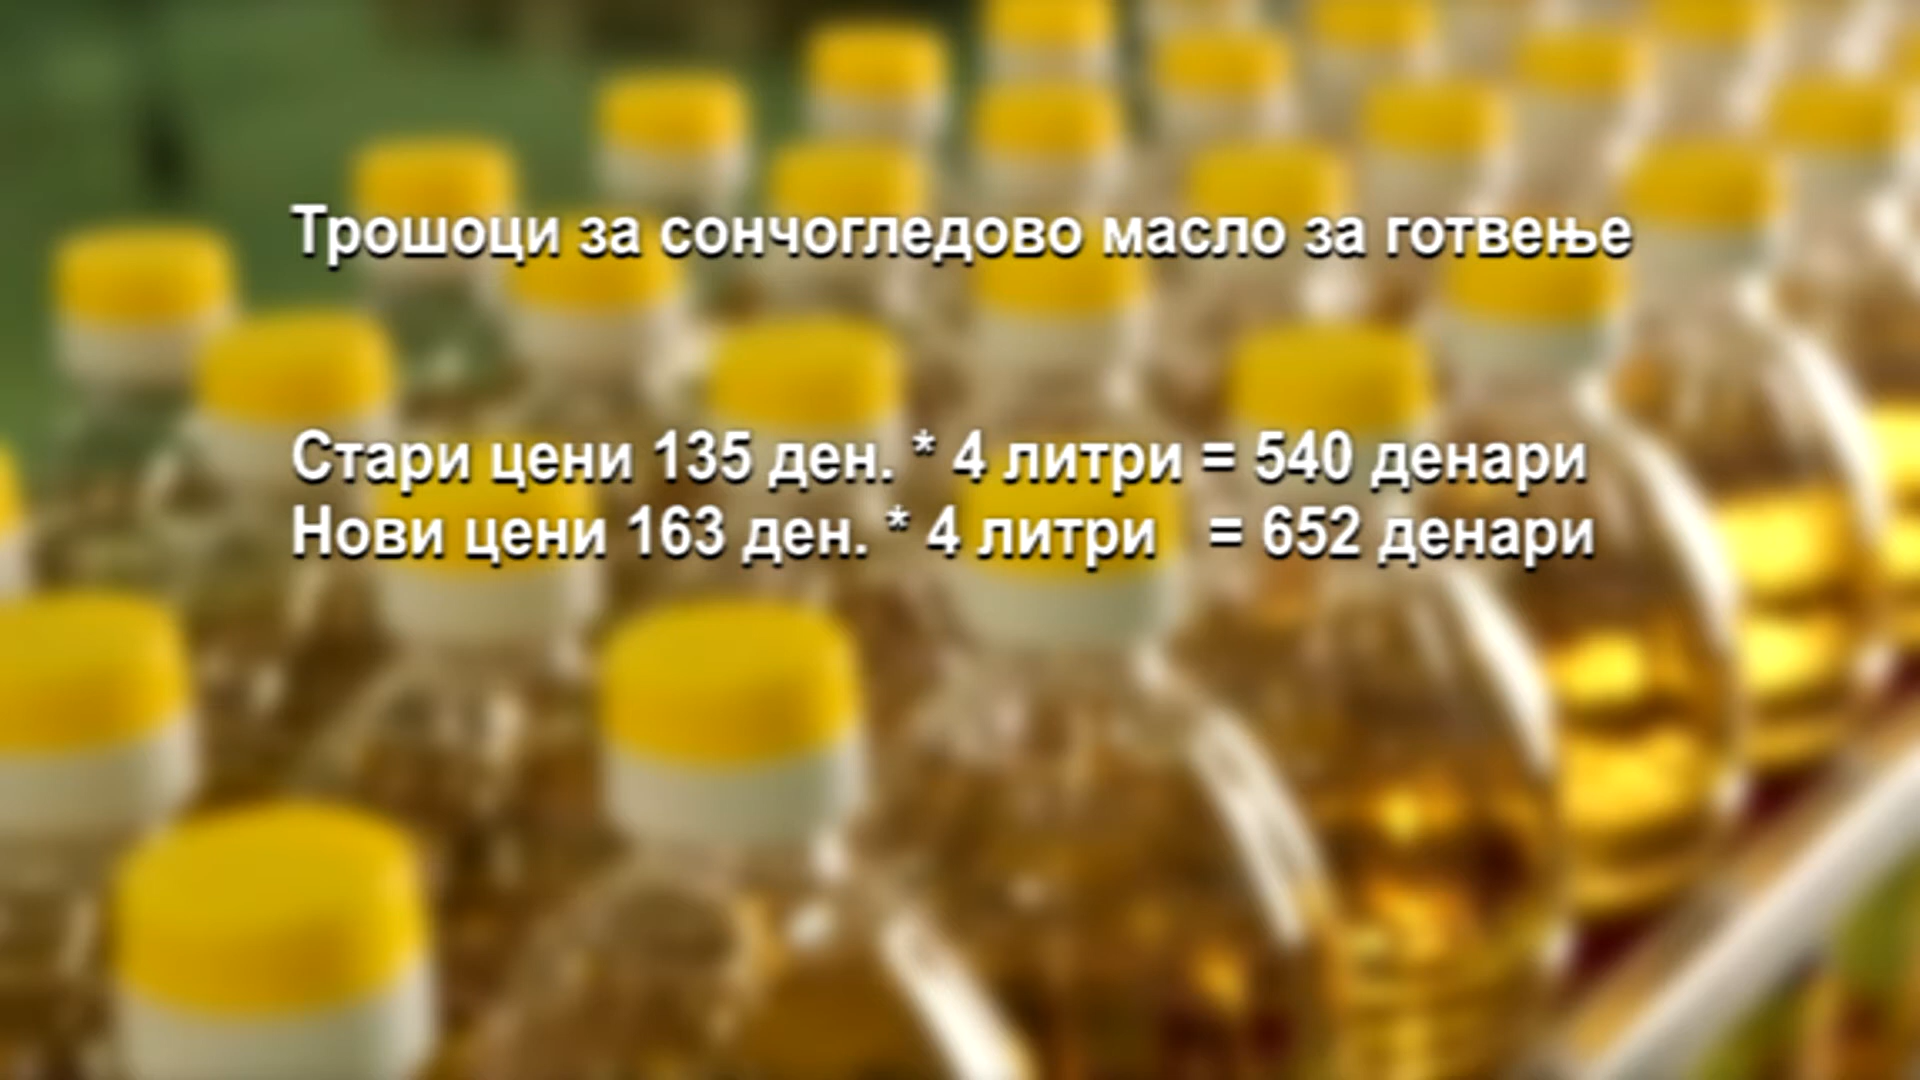 Трошоци за сончогледово масло за готвење
Стари цени 135 ден. * 4 литри = 540 денари
Нови цени 163 ден. * 4 литри = 652 денари